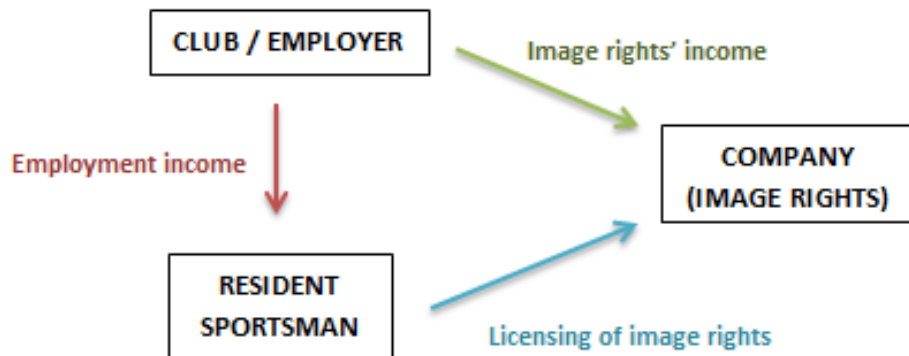 CLUB / EMPLOYER
Image rights' income
Employment income
COMPANY
(IMAGE RIGHTS)
RESIDENT
SPORTSMAN
Licensing of image rights